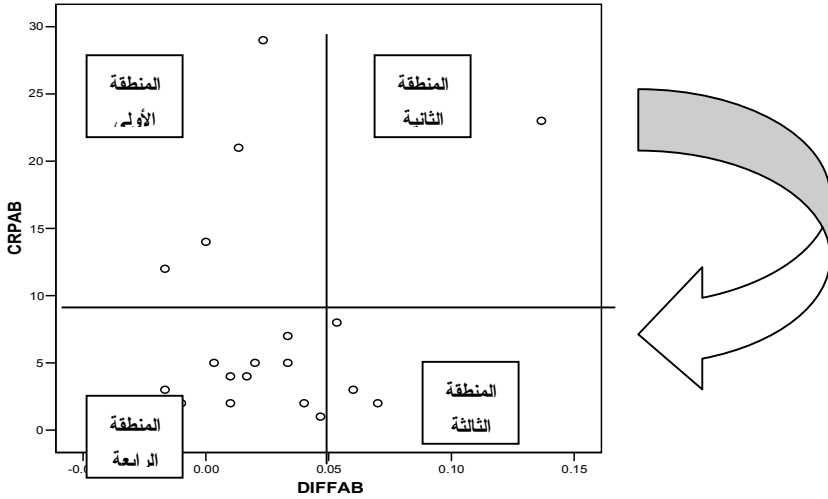 30
25
20
15
10
5
0
CRPAB
المنطقة
الأولى
المنطقة
الثانية
المنطقة
الثالثة
المنطقة
الرابعة
0.00
0.05
0.10
0.15
DIFFAB